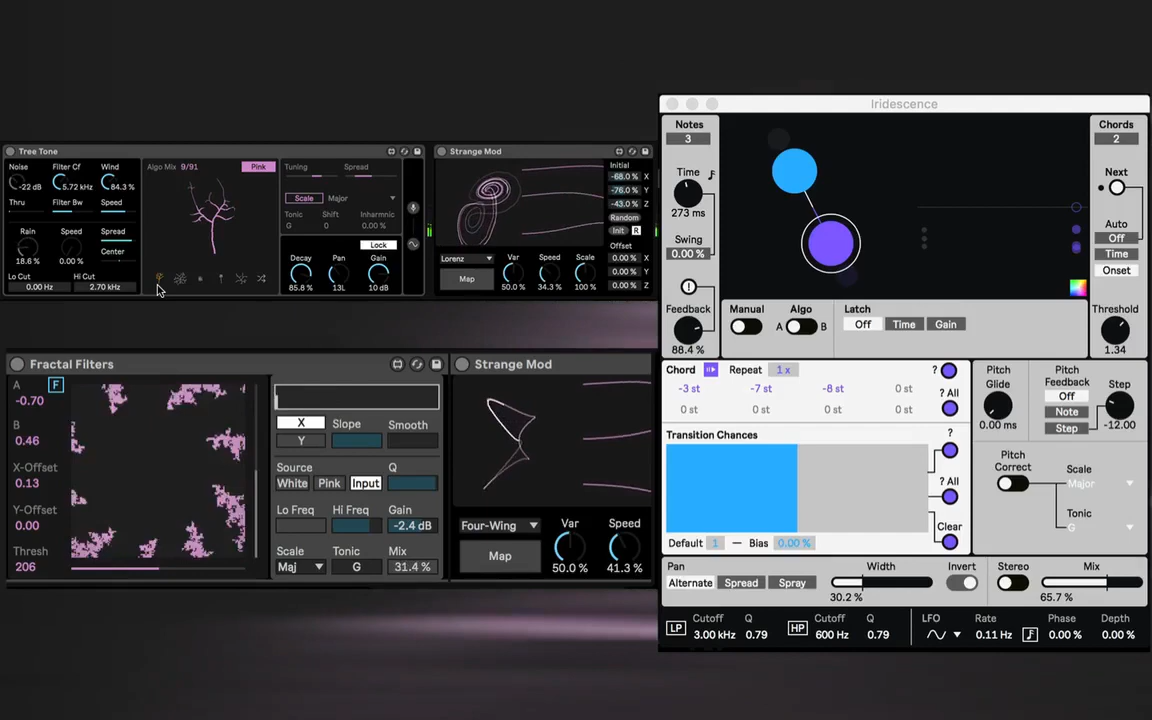 Tree Tone
Noise Filter Cf Wind
-22 dB 5.72 kHz 84.3 %
Thru Filter Bw Speed
Rain Speed Spread
Center
18.6 % 0.00 %
Lo Cut Hi Cut
0.00 Hz 2.70 kHz
Algo Mix 9/91 Pink
Tuning Spread
Scale Major
Tonic Shift Inharmnic
G 0 0.00 %
Lock
Decay Pan Gain
85.8 % 13L 10 dB
Strange Mod
Initial
-68.0 % X
-76.0 % Y
-43.0 % Z
Random
Init R
Offset
0.00 % X
0.00 % Y
0.00 % Z
Lorenz Var Speed Scale
Map 50.0 % 34.3 % 100 %
Fractal Filters
A F
-0.70
B
0.46
X-Offset
0.13
Y-Offset
0.00
Thresh
206
X Slope Smooth
Y
Source Q
White Pink Input
Lo Freq Hi Freq Gain
-2.4 dB
Scale Tonic Mix
Maj G 31.4 %
Strange Mod
Four-Wing Var Speed
Map 50.0 % 41.3 %
Iridescence
Notes
3
Time
273 ms
Swing
0.00 %
!
Feedback
88.4 %
Chords
2
Next
Auto
Off
Time
Onset
Threshold
1.34
Manual Algo Latch
A B Off Time Gain
Chord Repeat 1 x ?
-3 st -7 st -8 st 0 st ? All
0 st 0 st 0 st 0 st
Transition Chances ?
? All
Clear
Default 1 — Bias 0.00 %
Pitch Glide
0.00 ms
Pitch Feedback
Off
Note
Step
Step
-12.00
Pitch Correct
Scale
Major
Tonic
G
Pan Width Invert Stereo Mix
Alternate Spread Spray
30.2 % 65.7 %
LP Cutoff Q HP Cutoff Q LFO Rate Phase Depth
3.00 kHz 0.79 600 Hz 0.79 0.11 Hz 0.00 % 0.00 %